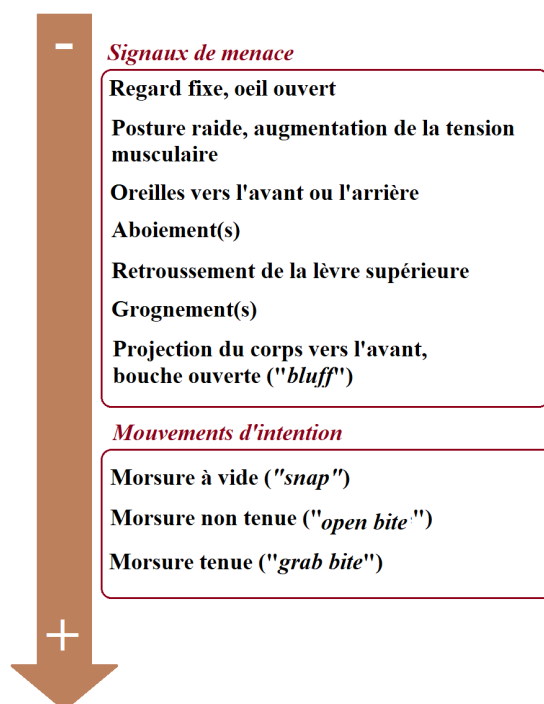 -
Signaux de menace
Regard fixe, oeil ouvert
Posture raide, augmentation de la tension
musculaire
Oreilles vers l'avant ou l'arrière
Aboiement(s)
Retroussement de la lèvre supérieure
Grognement(s)
Projection du corps vers l'avant,
bouche ouverte ("bluff")
Mouvements d'intention
Morsure à vide ("snap")
Morsure non tenue ("open bite")
Morsure tenue ("grab bite")
+